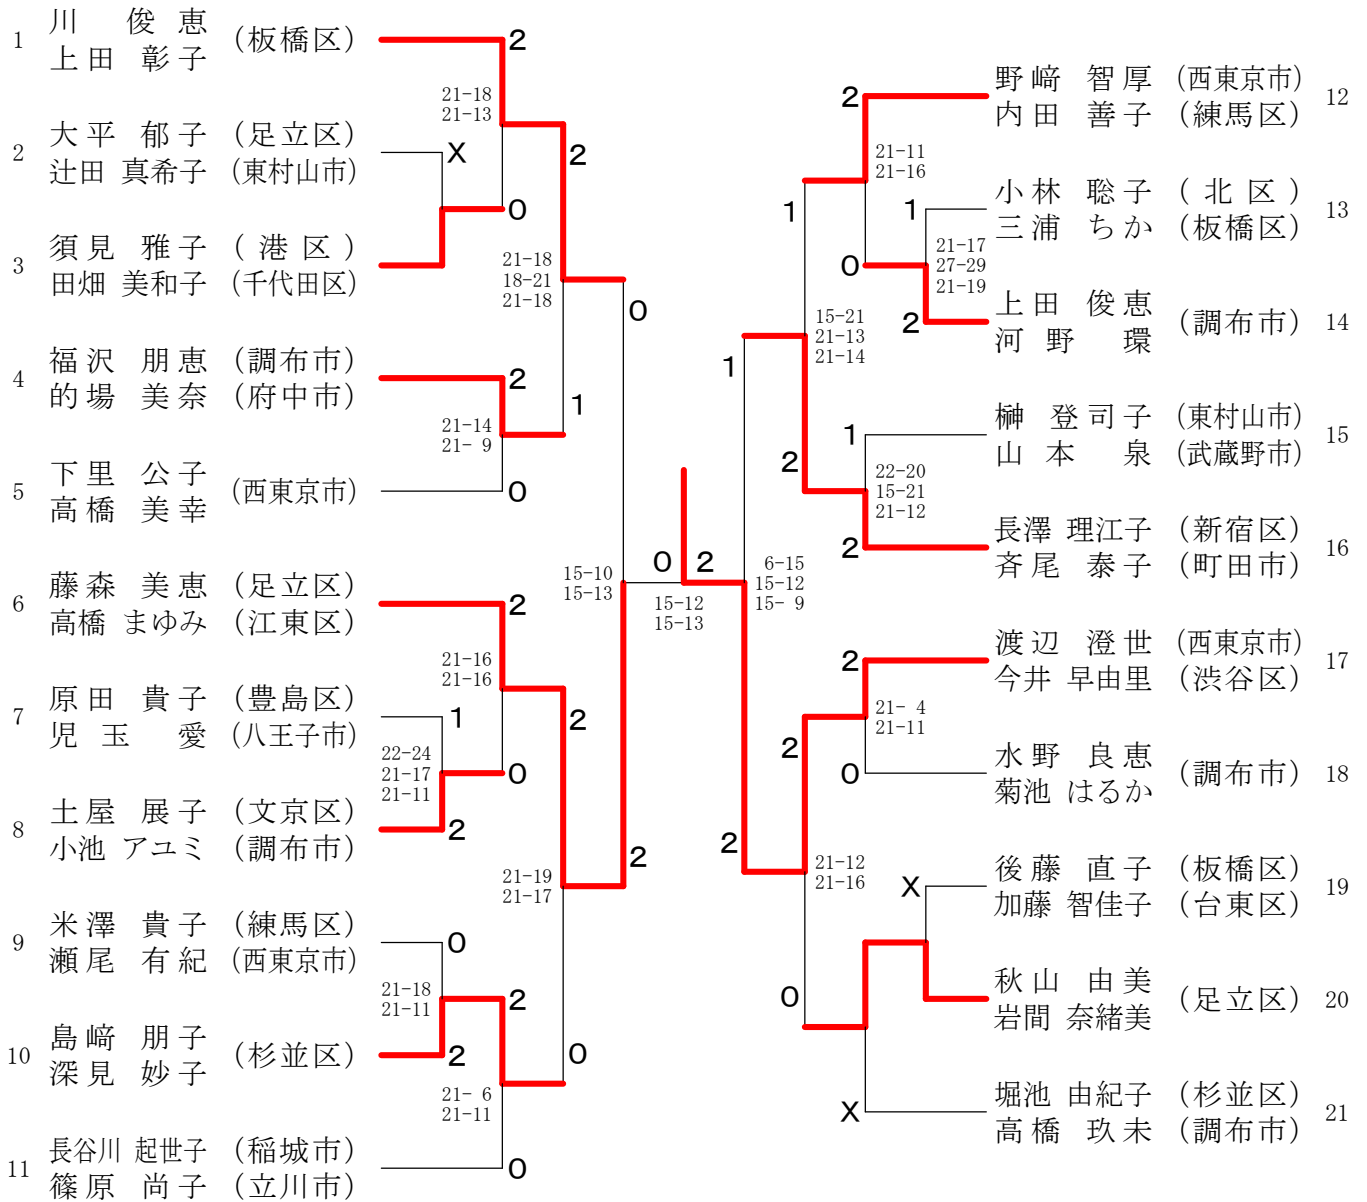 1 川 俊恵 (板橋区)
上田 彰子
2
21-18
21-13
2 大平 郁子 (足立区)
辻田 真希子 (東村山市)
X
2
0
3 須見 雅子 (港区)
田畑 美和子 (千代田区)
21-18
18-21
21-18
0
4 福沢 朋恵 (調布市)
的場 美奈 (府中市)
2
1
21-14
21- 9
5 下里 公子 (西東京市)
高橋 美幸
0
6 藤森 美恵 (足立区)
高橋 まゆみ (江東区)
2
15-10
15-13
21-16
21-16
7 原田 貴子 (豊島区)
児玉 愛 (八王子市)
1
2
22-24
21-17
21-11
0
8 土屋 展子 (文京区)
小池 アユミ (調布市)
2
2
21-19
21-17
9 米澤 貴子 (練馬区)
瀬尾 有紀 (西東京市)
0
21-18
21-11
2
10 島﨑 朋子 (杉並区)
深見 妙子
2
0
21- 6
21-11
11 長谷川 起世子 (稲城市)
篠原 尚子 (立川市)
0
0 2
15-12
15-13
野﨑 智厚 (西東京市) 12
内田 善子 (練馬区)
2
21-11
21-16
小林 聡子 (北区) 13
三浦 ちか (板橋区)
1
1
21-17
27-29
21-19
0
上田 俊恵 (調布市) 14
河野 環
2
15-21
21-13
21-14
1
榊 登司子 (東村山市) 15
山本 泉 (武蔵野市)
1
2
22-20
15-21
21-12
長澤 理江子 (新宿区) 16
斉尾 泰子 (町田市)
2
6-15
15-12
15- 9
渡辺 澄世 (西東京市) 17
今井 早由里 (渋谷区)
2
21- 4
21-11
2
水野 良恵 (調布市) 18
菊池 はるか
0
2
21-12
21-16
後藤 直子 (板橋区) 19
加藤 智佳子 (台東区)
X
秋山 由美 (足立区) 20
岩間 奈緒美
0
堀池 由紀子 (杉並区) 21
高橋 玖未 (調布市)
X